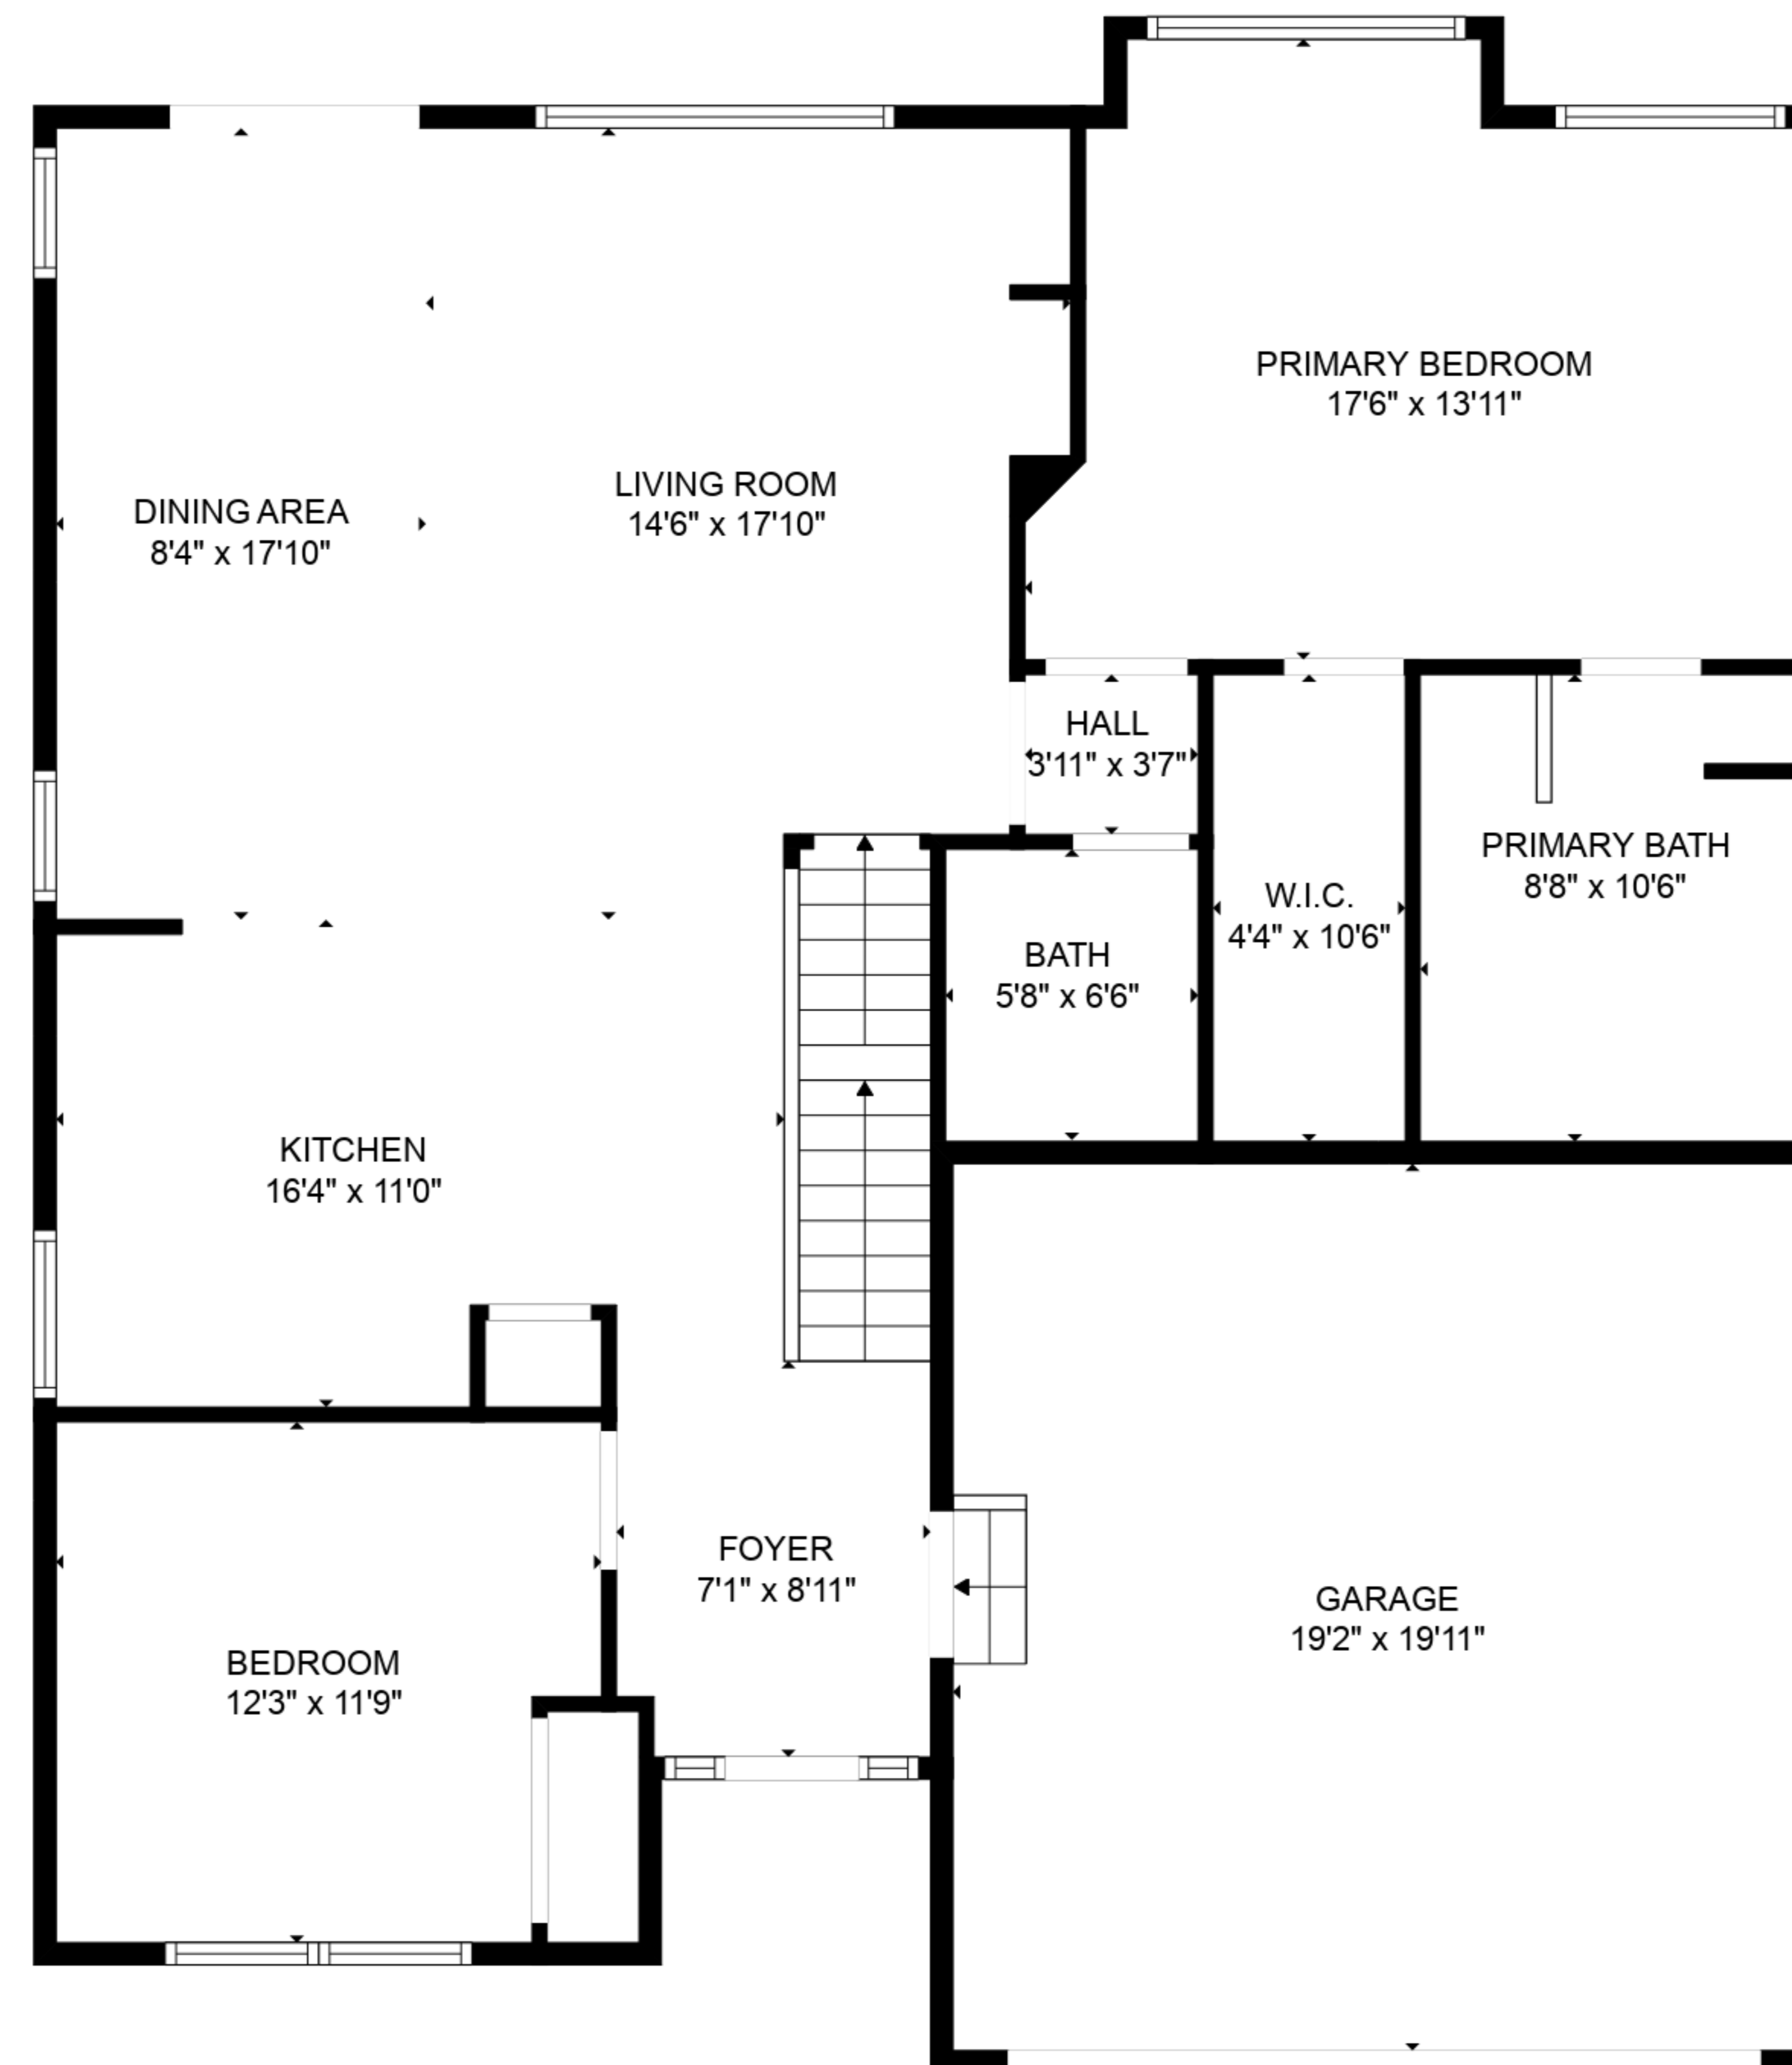 PRIMARY BEDROOM
17'6" x 13'11"
LIVING ROOM
14'6" x 17'10"
DINING AREA
8'4" x 17'10"
HALL
3'11" x 3'7"
PRIMARY BATH
8'8" x 10'6"
W.I.C.
4'4" x 10'6"
BATH
5'8" x 6'6"
KITCHEN
16'4" x 11'0"
FOYER
7'1" x 8'11"
GARAGE
19'2" x 19'11"
BEDROOM
12'3" x 11'9"